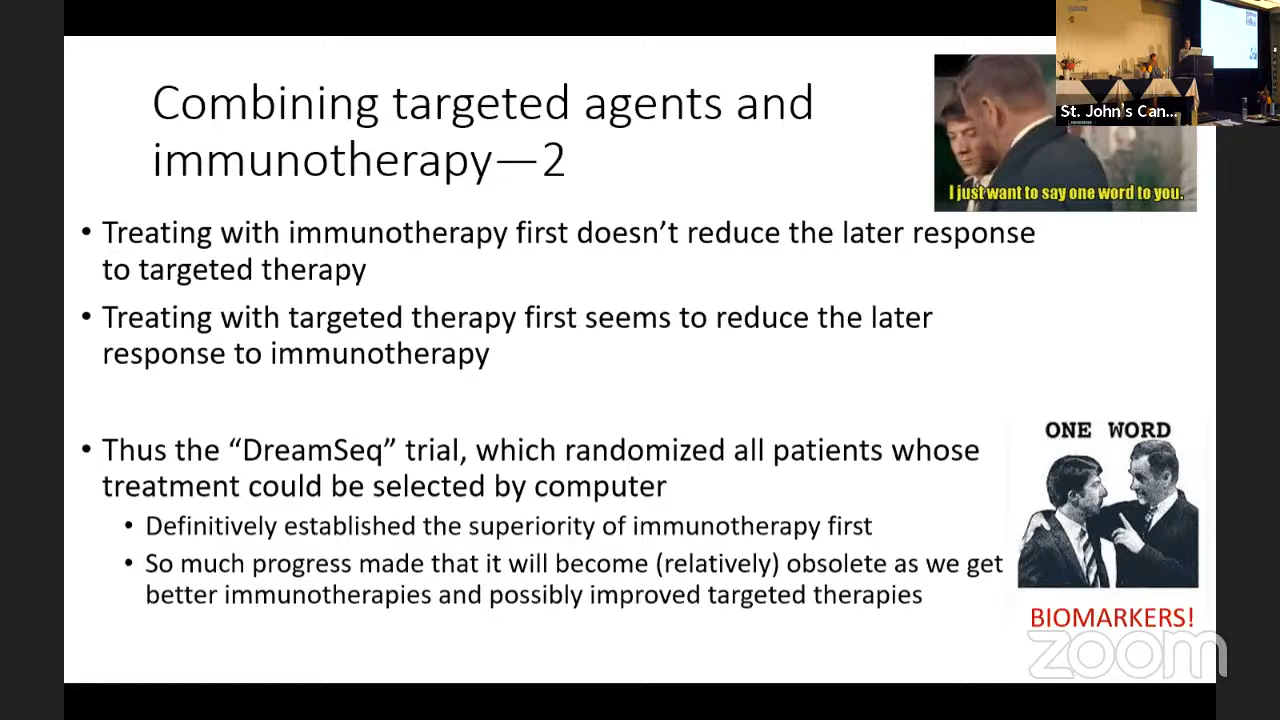 Combining targeted agents and
immunotherapy—2
I just want to say one word to you.
St. John's Can...
• Treating with immunotherapy first doesn't reduce the later response
to targeted therapy
• Treating with targeted therapy first seems to reduce the later
response to immunotherapy
• Thus the “DreamSeq” trial, which randomized all patients whose
treatment could be selected by computer
• Definitively established the superiority of immunotherapy first
• So much progress made that it will become (relatively) obsolete as we get
better immunotherapies and possibly improved targeted therapies
ONE WORD
BIOMARKERS!
zoom